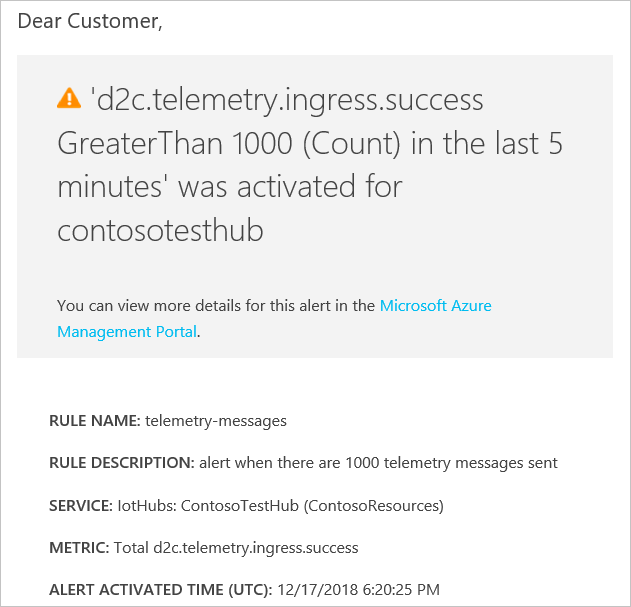 Dear Customer,
'd2c.telemetry.ingress.success
GreaterThan 1000 (Count) in the last 5
minutes' was activated for
contosotesthub
You can view more details for this alert in the Microsoft Azure
Management Portal.
RULE NAME: telemetry-messages
RULE DESCRIPTION: alert when there are 1000 telemetry messages sent
SERVICE: IotHubs: ContosoTestHub (ContosoResources)
METRIC: Total d2c.telemetry.ingress.success
ALERT ACTIVATED TIME (UTC): 12/17/2018 6:20:25 PM